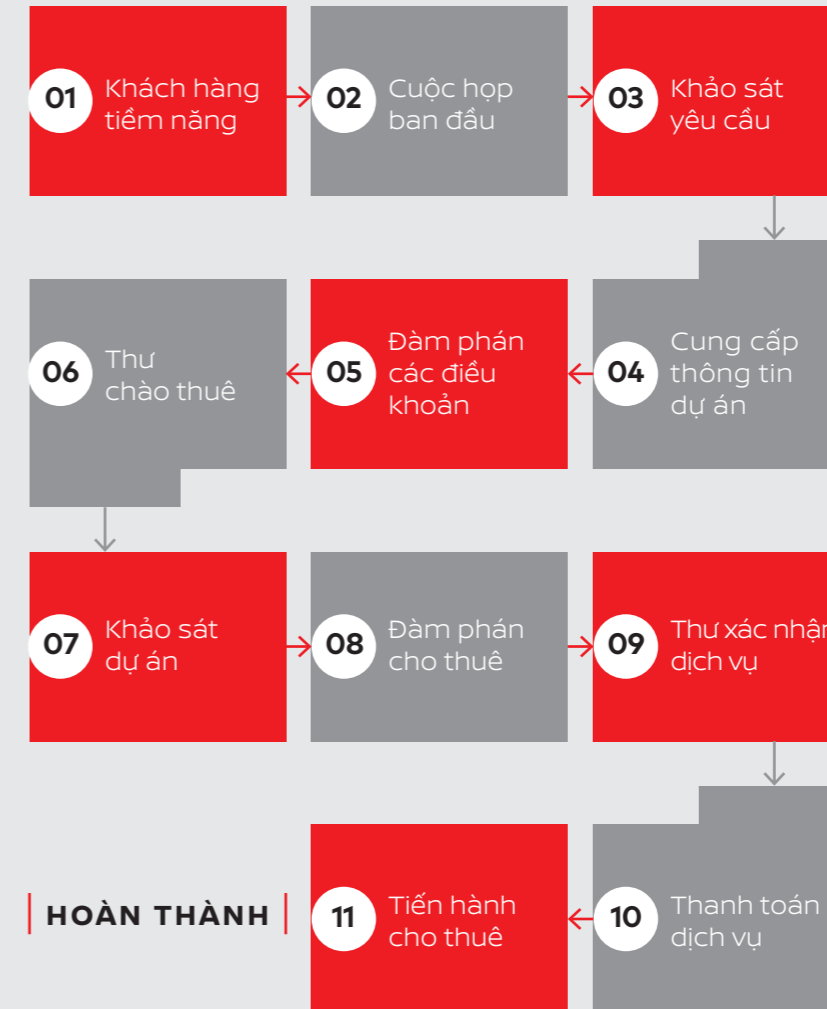 01
Khách hàng
tiềm năng
02
Cuộc họp
ban đầu
03
Khảo sát
yêu cầu
04
Cung cấp
thông tin
dự án
05
Đàm phán
các điều
khoản
06
Thư
chào thuê
07
Khảo sát
dự án
08
Đàm phán
cho thuê
09
Thư xác nhận
dịch vụ
10
Thanh toán
dịch vụ
11
Tiến hành
cho thuê
HOÀN THÀNH